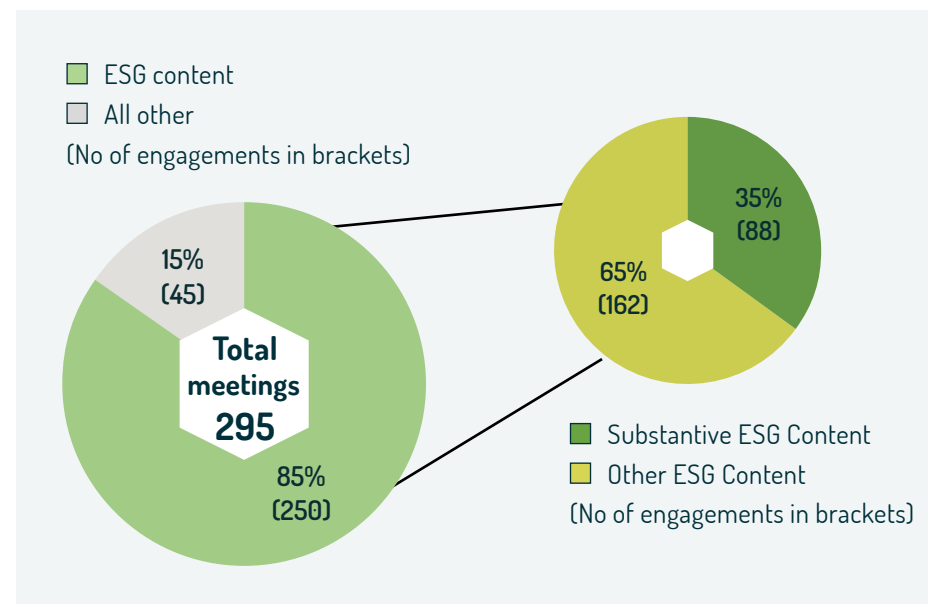 ESG content
All other
(No of engagements in brackets)
15%
(45)
Total
meetings
295
85%
(250)
35%
(88)
65%
(162)
Substantive ESG Content
Other ESG Content
(No of engagements in brackets)